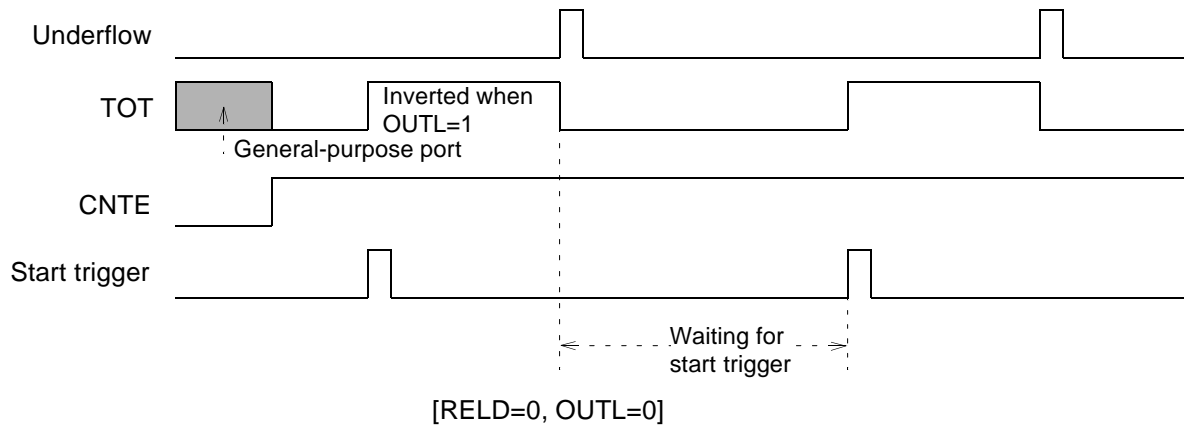 Underflow
TOT
Inverted when
OUTL=1
General-purpose port
CNTE
Start trigger
Waiting for
start trigger
[RELD=0, OUTL=0]